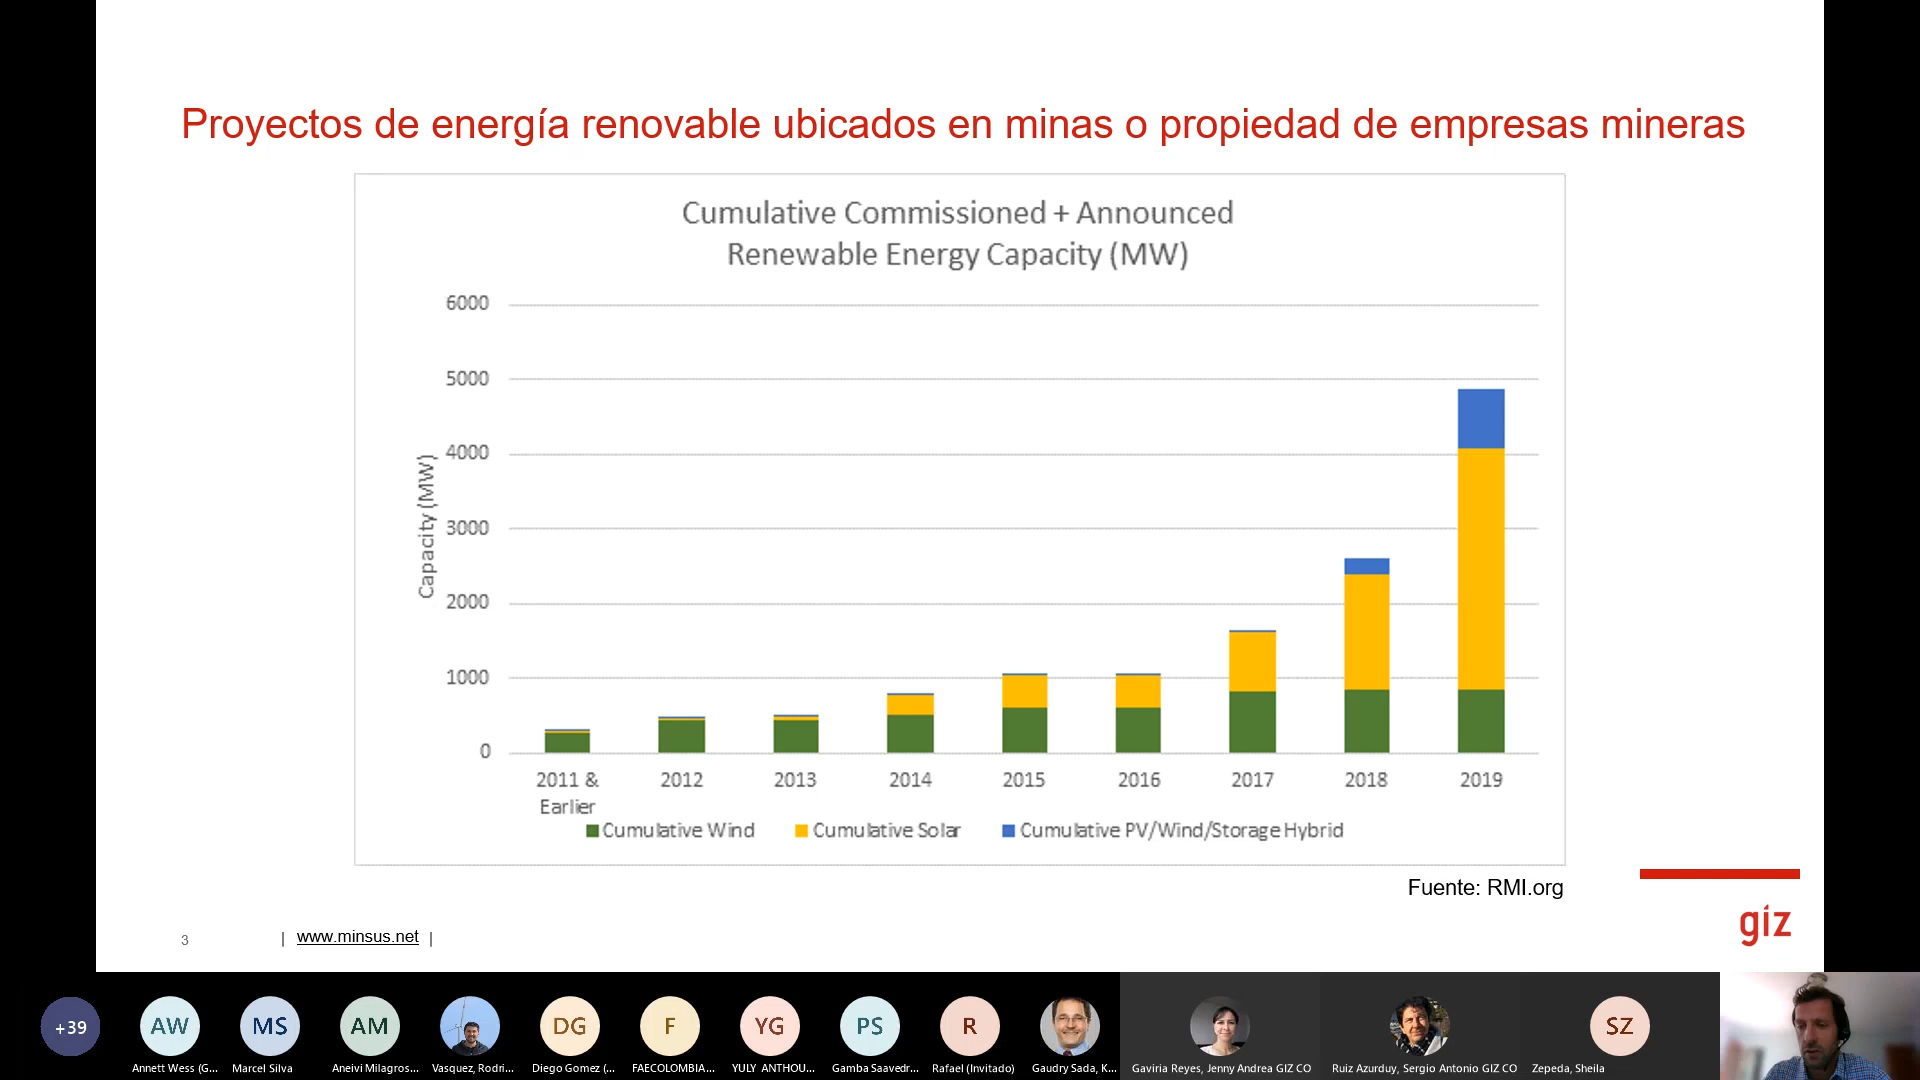 Proyectos de energía renovable ubicados en minas o propiedad de empresas mineras
Cumulative Commissioned + Announced
Renewable Energy Capacity (MW)
Capacity (MW)
6000
5000
4000
3000
2000
1000
0
2011 & Earlier
2012
2013
2014
2015
2016
2017
2018
2019
Cumulative Wind
Cumulative Solar
Cumulative PV/Wind/Storage Hybrid
Fuente: RMI.org
giz
3
| www.minsus.net |
+39
AW
MS
AM
DG
F
YG
PS
R
SZ
Annett Wess (G...
Marcel Silva
Aneivi Milagros...
Vasquez, Rodri...
Diego Gomez (...
FAECOLOMBIA...
YULY ANTHOU...
Gamba Saavedr...
Rafael (Invitado)
Gaudry Sada, K...
Gaviria Reyes, Jenny Andrea GIZ CO
Ruiz Azurduy, Sergio Antonio GIZ CO
Zepeda, Sheila